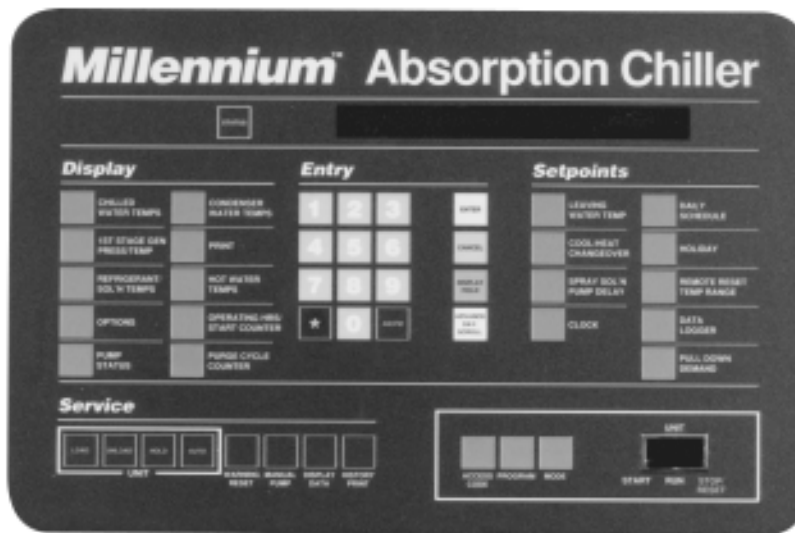 Millennium™ Absorption Chiller
STATUS
Display
CHILLED
WATER TEMPS
CONDENSER
WATER TEMPS
1ST STAGE GEN
PRESS/TEMP
PRINT
REFRIGERANT/
SOL'N TEMPS
HOT WATER
TEMPS
OPTIONS
OPERATING HRS/
START COUNTER
PUMP
STATUS
PURGE CYCLE
COUNTER
Entry
1 2 3
4 5 6
7 8 9
★ 0
ENTER
CANCEL
DISPLAY
HOLD
Setpoints
LEAVING
WATER TEMP
DAILY
SCHEDULE
COOL/HEAT
CHANGEOVER
HOLIDAY
SPRAY SOL'N
PUMP DELAY
REMOTE RESET
TEMP RANGE
CLOCK
DATA
LOGGER
PULL DOWN
DEMAND
Service
LOAD UNLOAD HOLD AUTO
UNIT
WARNING
RESET
MANUAL
PUMP
DISPLAY
DATA
HISTORY
PRINT
ACCESS
CODE
PROGRAM
MODE
UNIT
START RUN STOP/
RESET